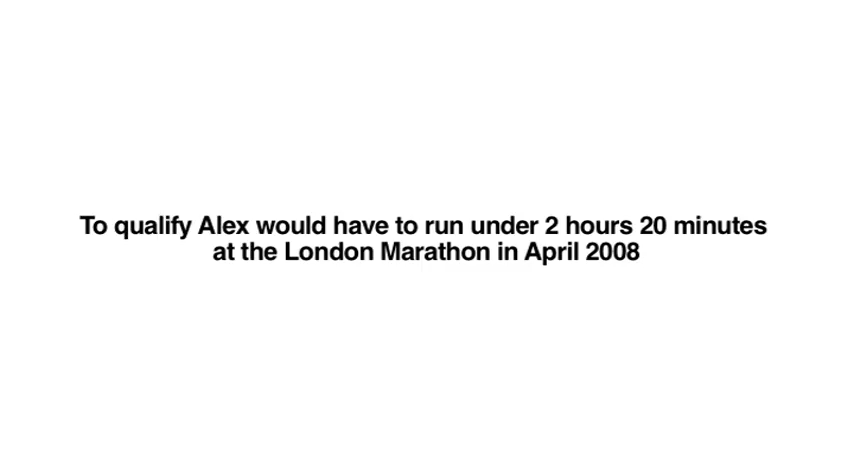 To qualify Alex would have to run under 2 hours 20 minutes
at the London Marathon in April 2008